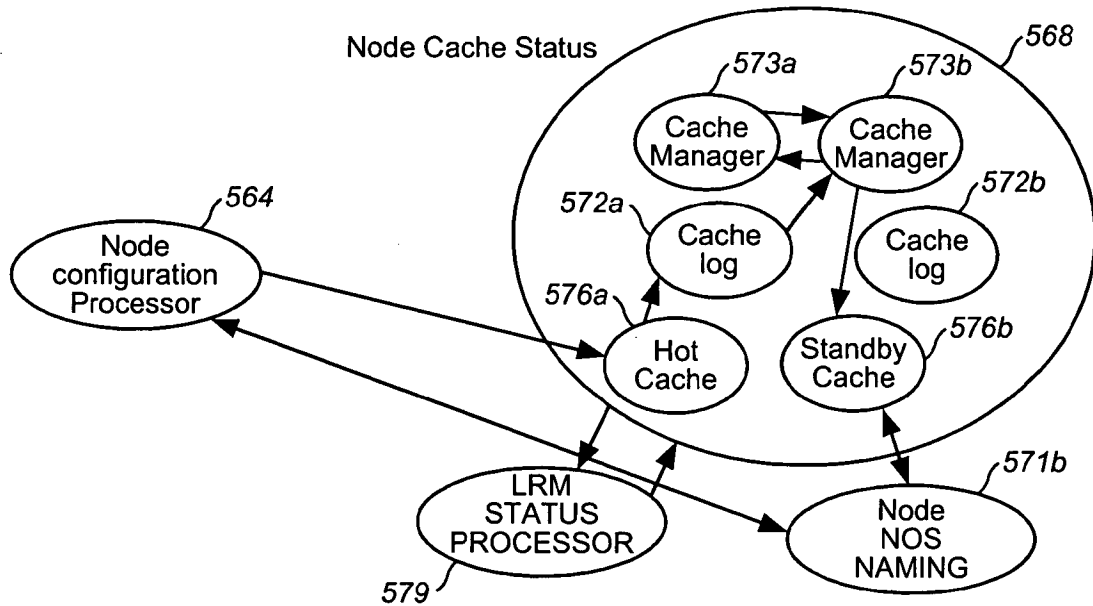 Node Cache Status
568
573a
573b
Cache
Manager
Cache
Manager
572a
572b
Cache
log
Cache
log
564
Node
configuration
Processor
576a
576b
Hot
Cache
Standby
Cache
571b
LRM
STATUS
PROCESSOR
579
Node
NOS
NAMING